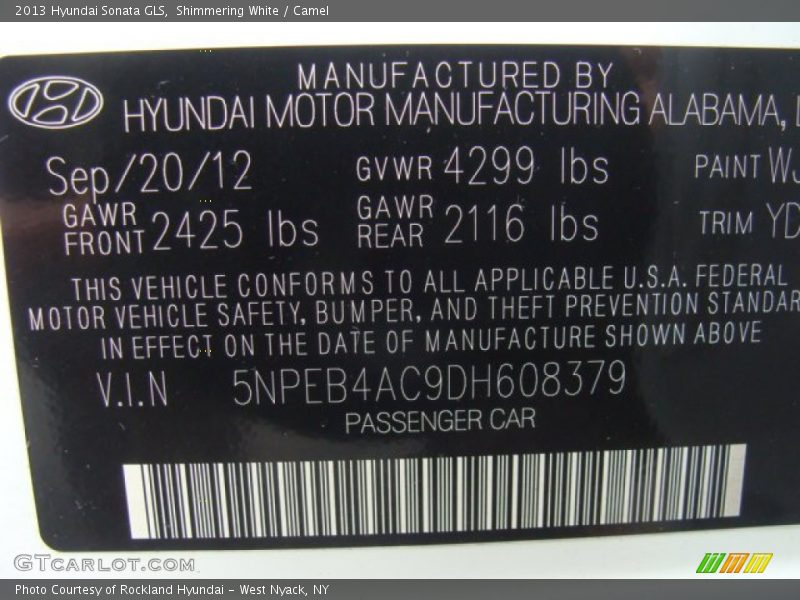 2013 Hyundai Sonata GLS, Shimmering White / Camel
MANUFACTURED BY
HYUNDAI MOTOR MANUFACTURING ALABAMA,
Sep/20/12 GVWR 4299 lbs PAINT WJ
GAWR FRONT 2425 lbs GAWR REAR 2116 lbs TRIM YD
THIS VEHICLE CONFORMS TO ALL APPLICABLE U.S.A. FEDERAL
MOTOR VEHICLE SAFETY, BUMPER, AND THEFT PREVENTION STANDAR
IN EFFECT ON THE DATE OF MANUFACTURE SHOWN ABOVE
V.I.N 5NPEB4AC9DH608379
PASSENGER CAR
GTCARLOT.COM
Photo Courtesy of Rockland Hyundai - West Nyack, NY